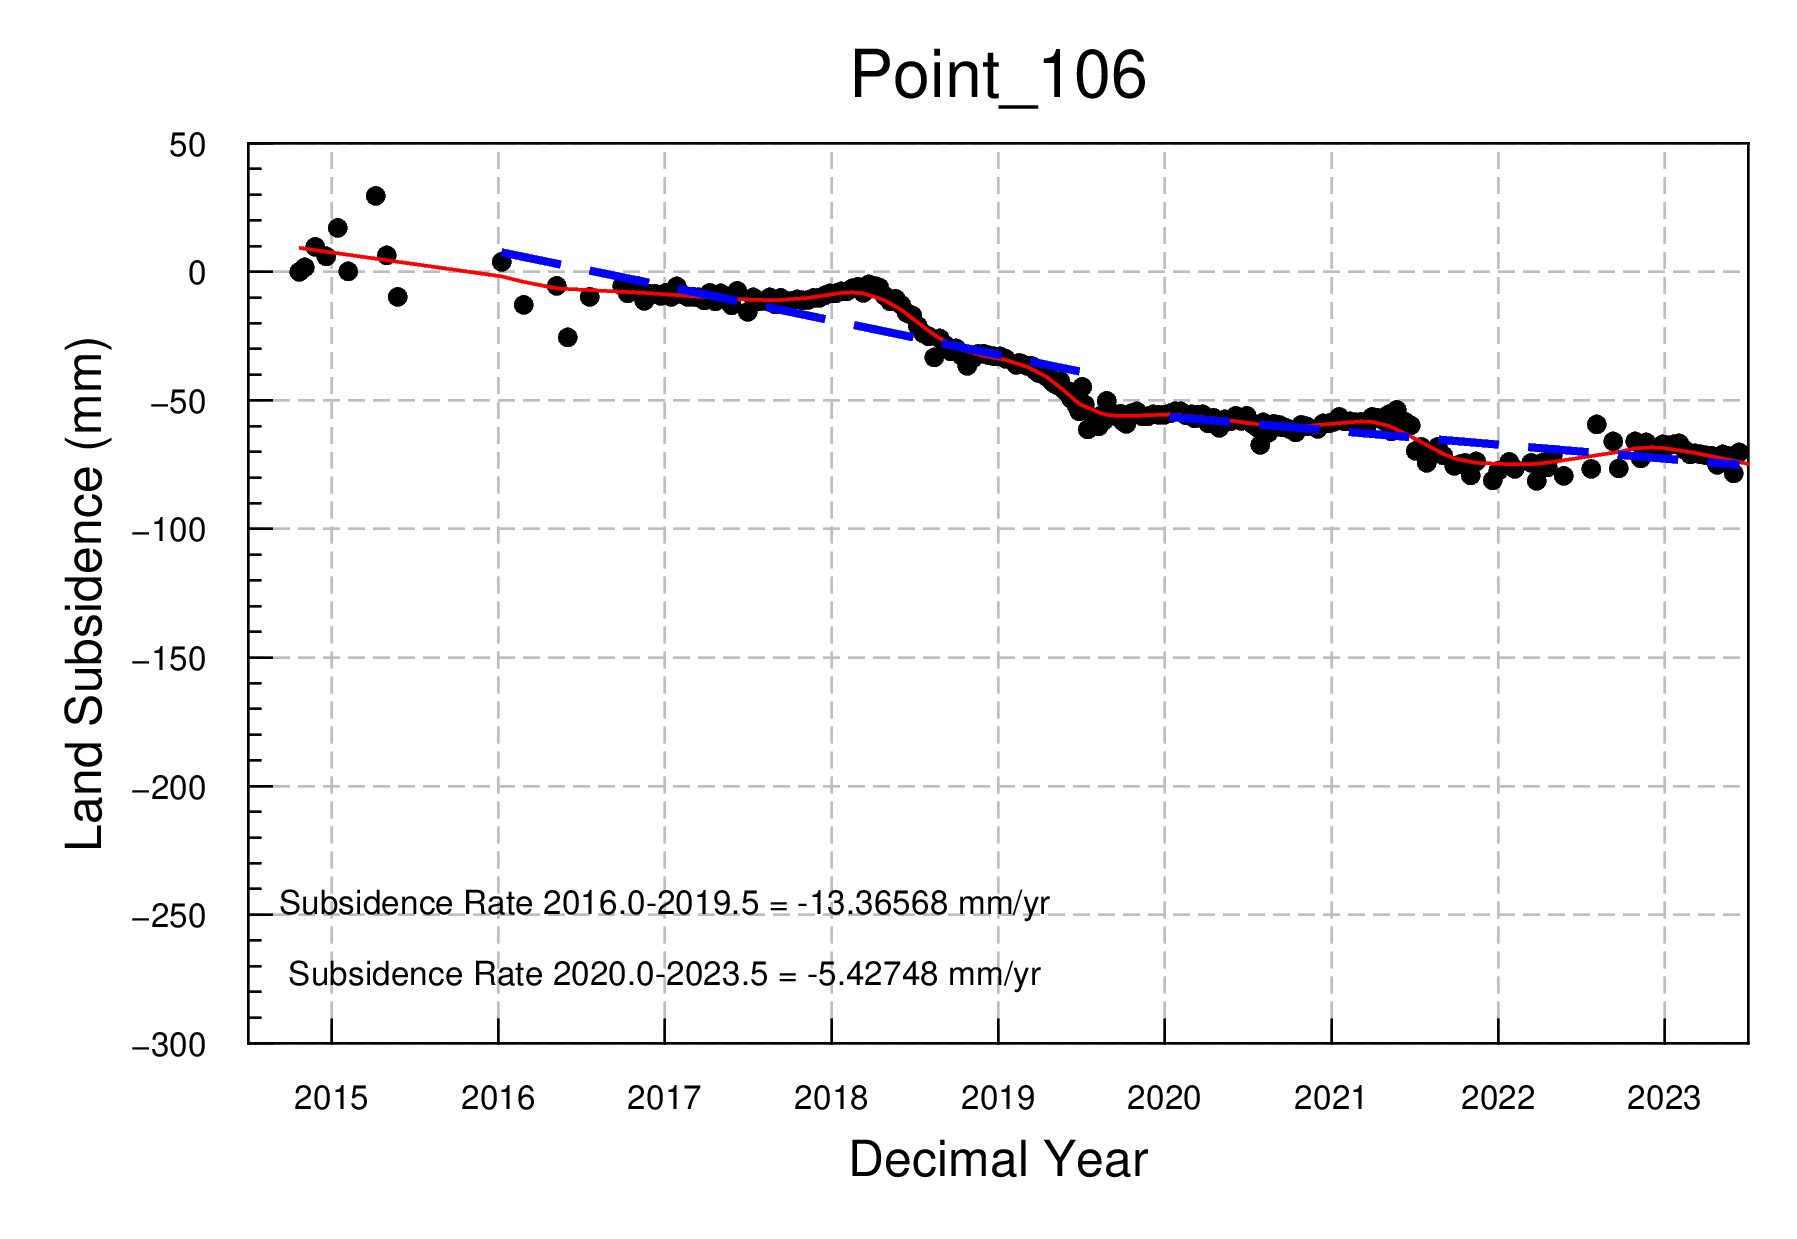 Point_106
50
0
−50
−100
−150
−200
−250
−300
Land Subsidence (mm)
Subsidence Rate 2016.0-2019.5 = -13.36568 mm/yr
Subsidence Rate 2020.0-2023.5 = -5.42748 mm/yr
2015 2016 2017 2018 2019 2020 2021 2022 2023
Decimal Year